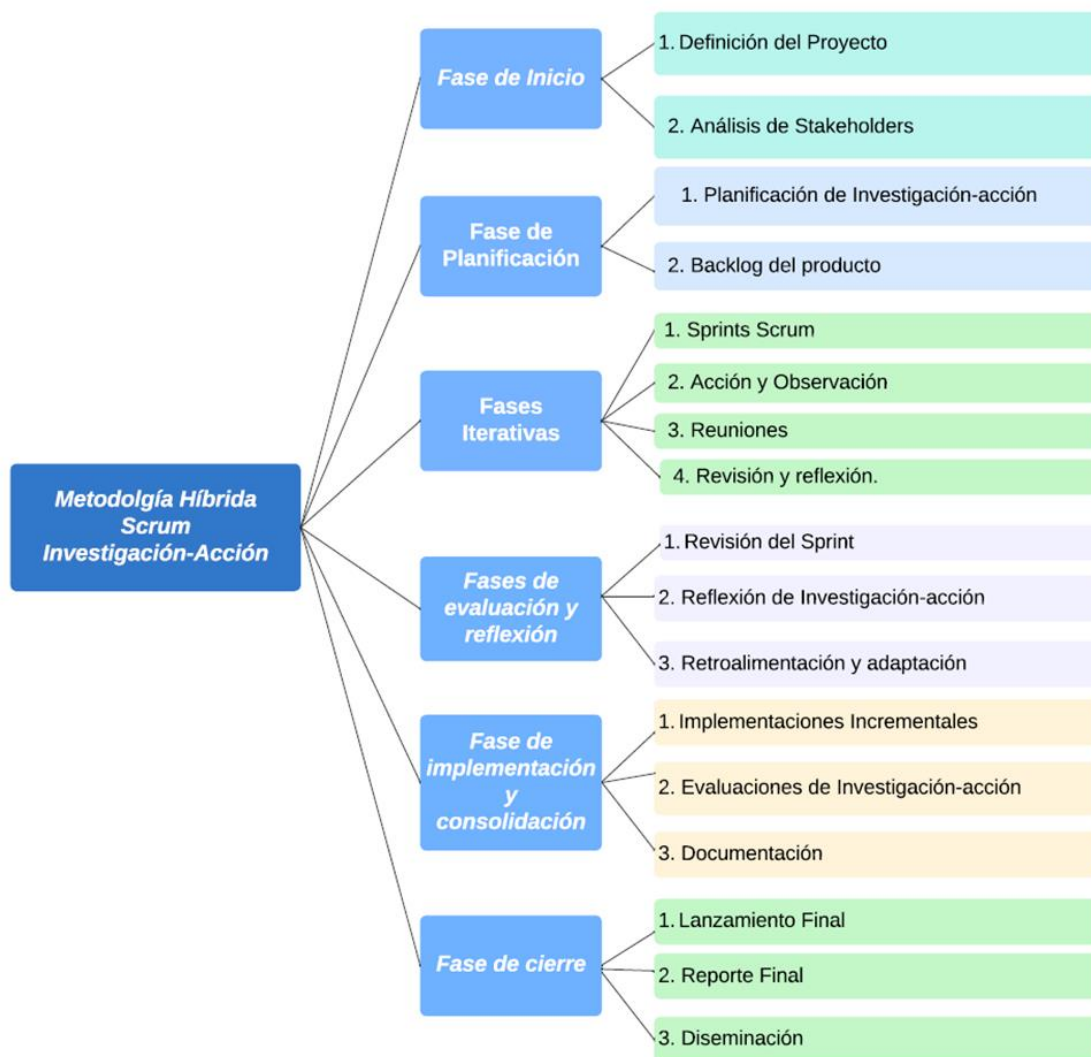 Metodolgía Híbrida
Scrum
Investigación-Acción
Fase de Inicio
1. Definición del Proyecto
2. Análisis de Stakeholders
Fase de
Planificación
1. Planificación de Investigación-acción
2. Backlog del producto
Fases
Iterativas
1. Sprints Scrum
2. Acción y Observación
3. Reuniones
4. Revisión y reflexión.
Fases de
evaluación y
reflexión
1. Revisión del Sprint
2. Reflexión de Investigación-acción
3. Retroalimentación y adaptación
Fase de
implementación
y
consolidación
1. Implementaciones Incrementales
2. Evaluaciones de Investigación-acción
3. Documentación
Fase de cierre
1. Lanzamiento Final
2. Reporte Final
3. Diseminación